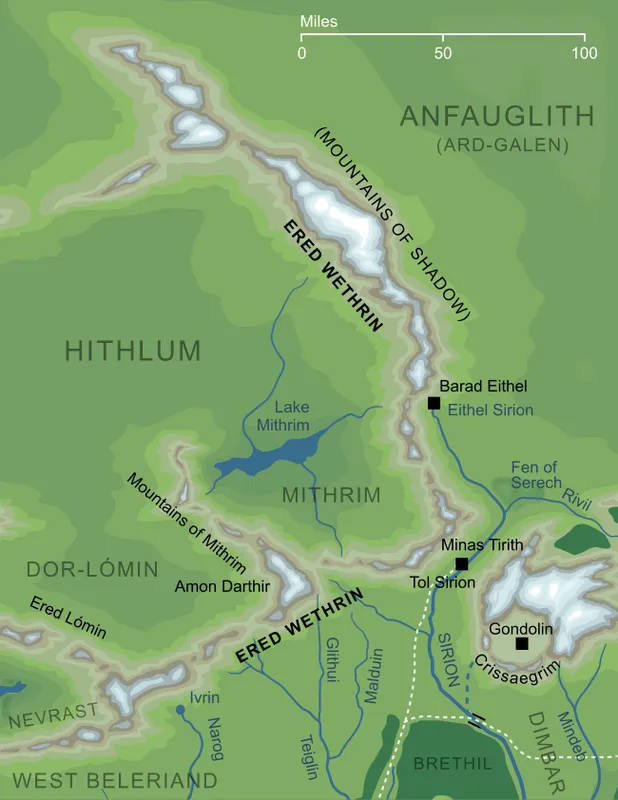 Miles
0 50 100
ANFAUGLITH
(ARD-GALEN)
(MOUNTAINS OF SHADOW)
ERED WETHRIN
HITHLUM
Barad Eithel
Eithel Sirion
Lake
Mithrim
Fen of
Serech
Rivil
Mountains of Mithrim
MITHRIM
Minas Tirith
DOR-LÓMIN
Amon Darthir
Tol Sirion
Ered Lómin
ERED WETHRIN
Gondolin
Crissaegrim
Glithui
Malduin
SIRION
Ivrin
NEVRAST
Narog
Teiglin
DIMBAR
Mindeb
BRETHIL
WEST BELERIAND